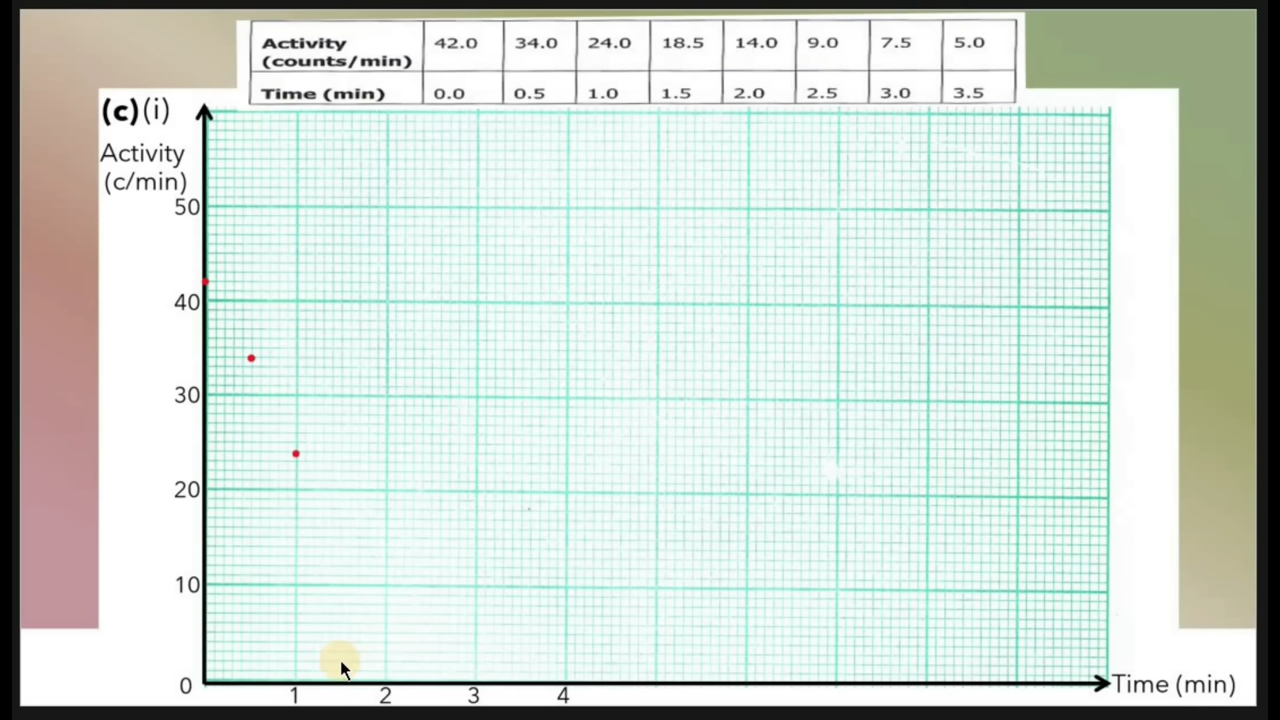 Activity (counts/min) 42.0 34.0 24.0 18.5 14.0 9.0 7.5 5.0
Time (min) 0.0 0.5 1.0 1.5 2.0 2.5 3.0 3.5
(c)(i)
Activity
(c/min)
50
40
30
20
10
0
1 2 3 4
Time (min)